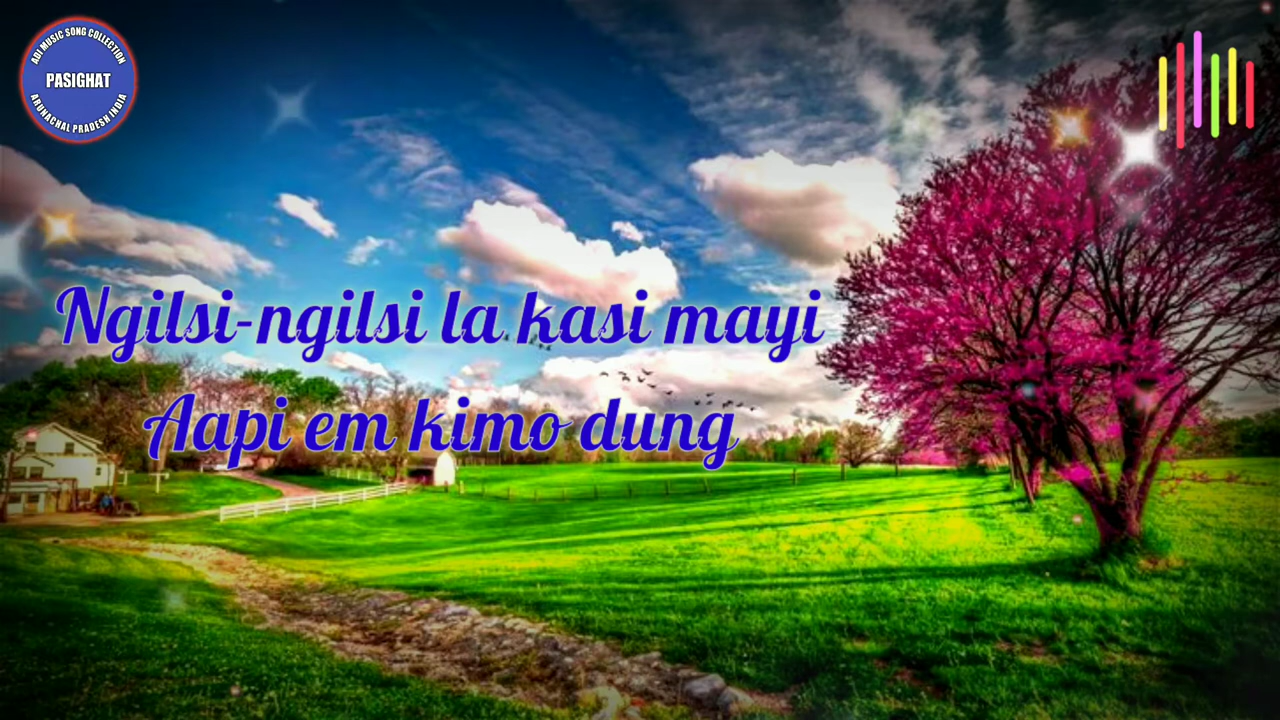 ADI MUSIC SONG COLLECTION
PASIGHAT
ARUNACHAL PRADESH INDIA
Ngilsi-ngilsi la kasi mayi
Aapi em kimo dung